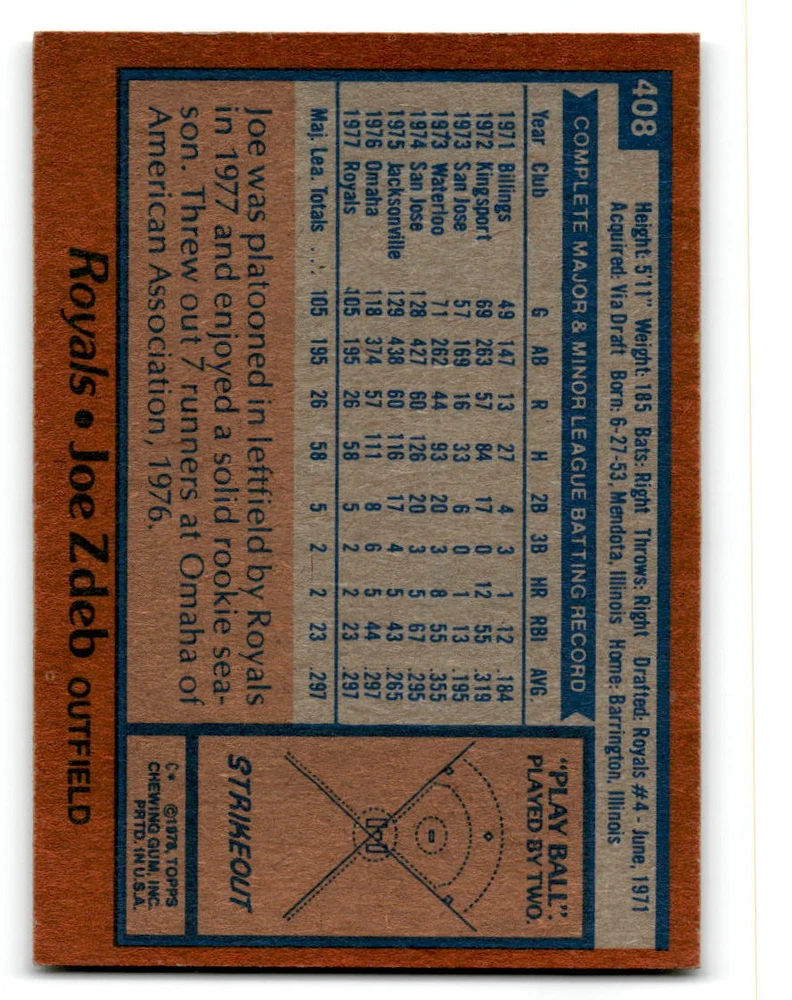 408
Height: 5'11" Weight: 185 Bats: Right Throws: Right Drafted: Royals #4 - June, 1971
Acquired: Via Draft Born: 6-27-53, Mendota, Illinois Home: Barrington, Illinois
COMPLETE MAJOR & MINOR LEAGUE BATTING RECORD
Year Club G AB R H 2B 3B HR RBI AVG.
1971 Billings 49 147 13 27 4 3 1 12 .184
1972 Kingsport 69 263 57 84 17 0 12 55 .319
1973 San Jose 57 169 16 33 6 0 1 13 .195
1973 Waterloo 71 262 44 93 20 3 8 55 .355
1974 San Jose 128 427 60 126 20 3 5 67 .295
1975 Jacksonville 129 438 60 116 17 4 5 43 .265
1976 Omaha 118 374 57 111 8 6 5 44 .297
1977 Royals 105 195 26 58 5 2 2 23 .297
Maj. Lea. Totals ... 105 195 26 58 5 2 2 23 .297
Joe was platooned in leftfield by Royals
in 1977 and enjoyed a solid rookie sea-
son. Threw out 7 runners at Omaha of
American Association, 1976.
"PLAY BALL":
PLAYED BY TWO.
STRIKEOUT
C* ©1978, TOPPS
CHEWING GUM, INC.
PRTD. IN U.S.A.
Royals • Joe Zdeb OUTFIELD